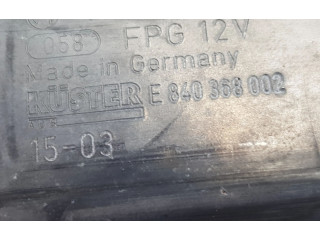 058 FPG 12V
Made in Germany
KÜSTER E 840 368 002
15-03